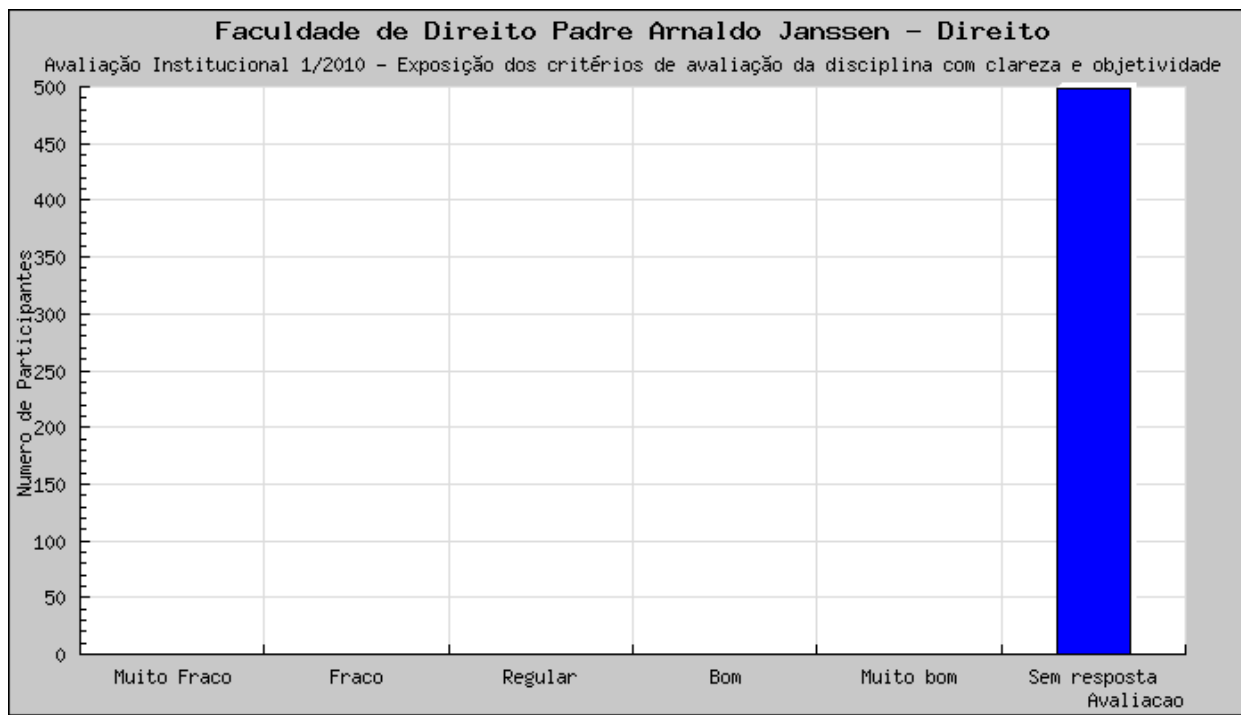 Faculdade de Direito Padre Arnaldo Janssen - Direito
Avaliação Institucional 1/2010 - Exposição dos critérios de avaliação da disciplina com clareza e objetividade
500
450
400
350
300
250
200
150
100
50
0
Numero de Participantes
Muito Fraco Fraco Regular Bom Muito bom Sem resposta
Avaliacao